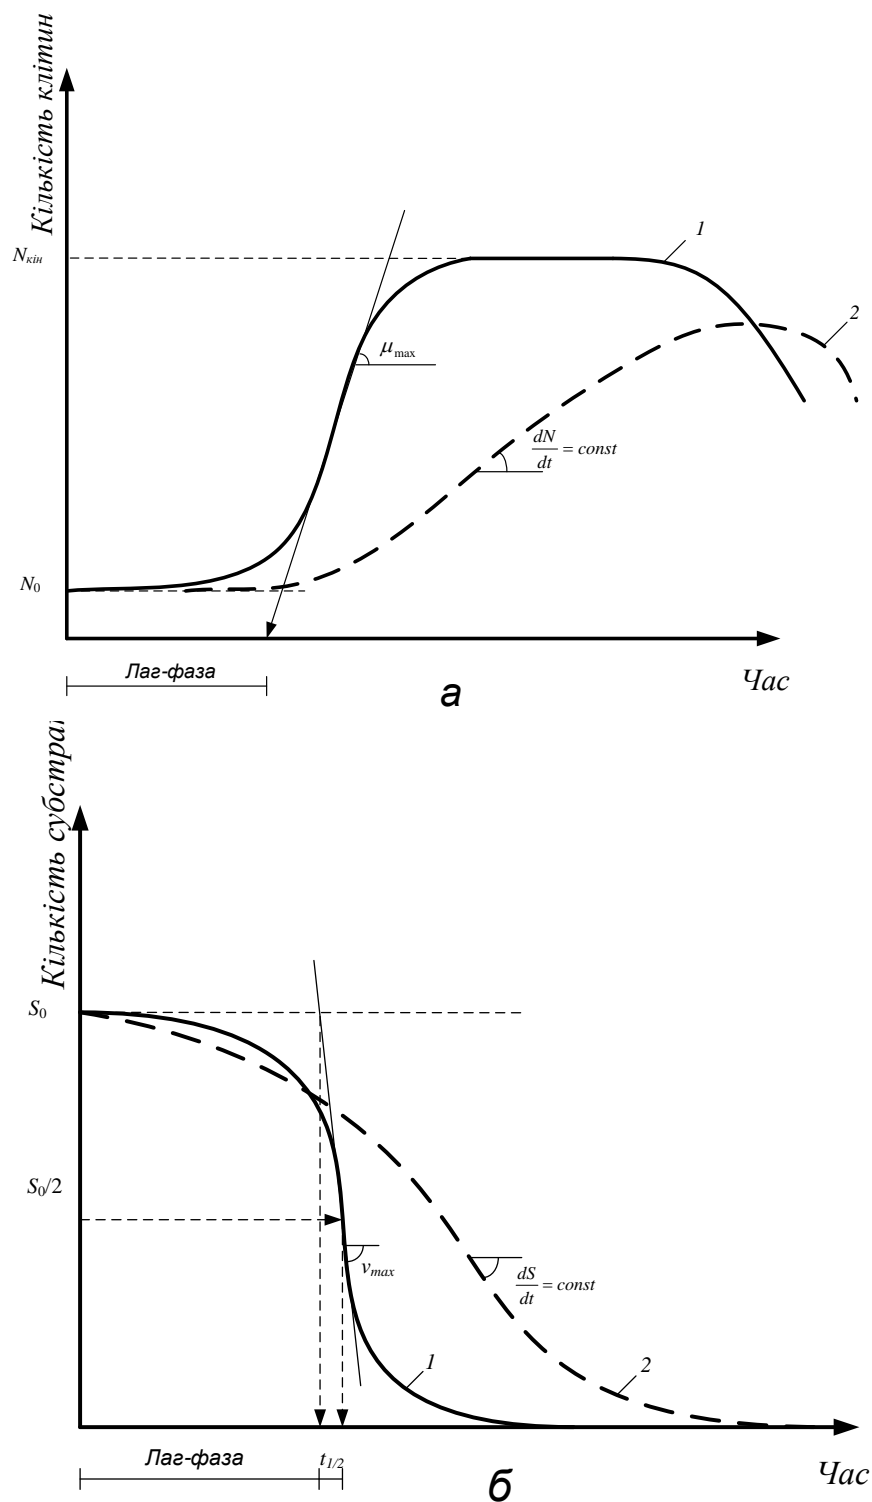 Кількість клітин
1
Nкін
2
μmax
dN/dt = const
N0
Лаг-фаза
Час
а
Кількість субстра
S0
S0/2
dS/dt = const
vmax
1
2
Лаг-фаза
t1/2
Час
б